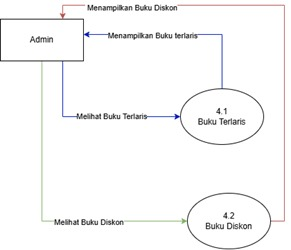 Menampilkan Buku Diskon
Admin
Menampilkan Buku terlaris
4.1
Buku Terlaris
Melihat Buku Terlaris
4.2
Buku Diskon
Melihat Buku Diskon